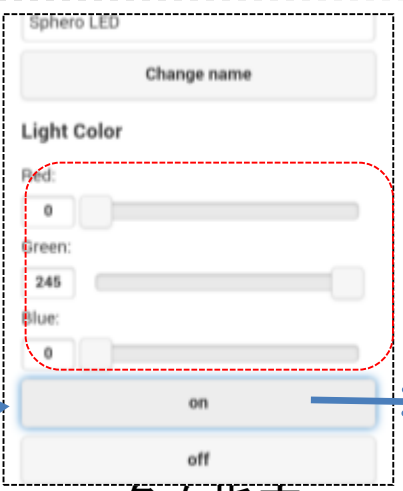 Sphero LED
Change name
Light Color
Red:
0
Green:
245
Blue:
0
on
off